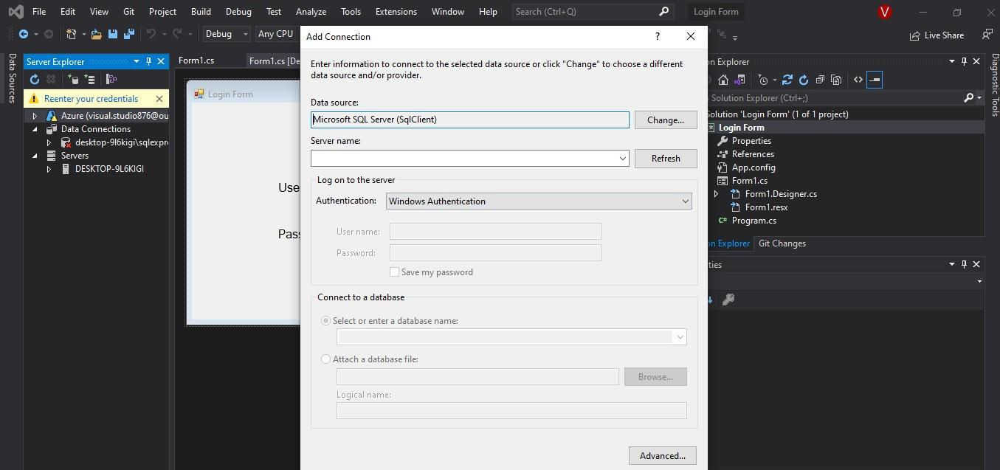 File Edit View Git Project Build Debug Test Analyze Tools Extensions Window Help Search (Ctrl+Q) Login Form V
Debug Any CPU Live Share
Data Sources
Server Explorer
Reenter your credentials
Azure (visual.studio876@ou
Data Connections
desktop-9l6kigi\sqlexpre
Servers
DESKTOP-9L6KIGI
Form1.cs Form1.cs [De
Login Form
Use
Pass
Add Connection ?
Enter information to connect to the selected data source or click "Change" to choose a different
data source and/or provider.
Data source:
Microsoft SQL Server (SqlClient) Change...
Server name:
Refresh
Log on to the server
Authentication: Windows Authentication
User name:
Password:
Save my password
Connect to a database
Select or enter a database name:
Attach a database file:
Browse...
Logical name:
Advanced...
on Explorer
Solution Explorer (Ctrl+;)
Solution 'Login Form' (1 of 1 project)
Login Form
Properties
References
App.config
Form1.cs
Form1.Designer.cs
Form1.resx
C# Program.cs
on Explorer Git Changes
ties
Diagnostic Tools